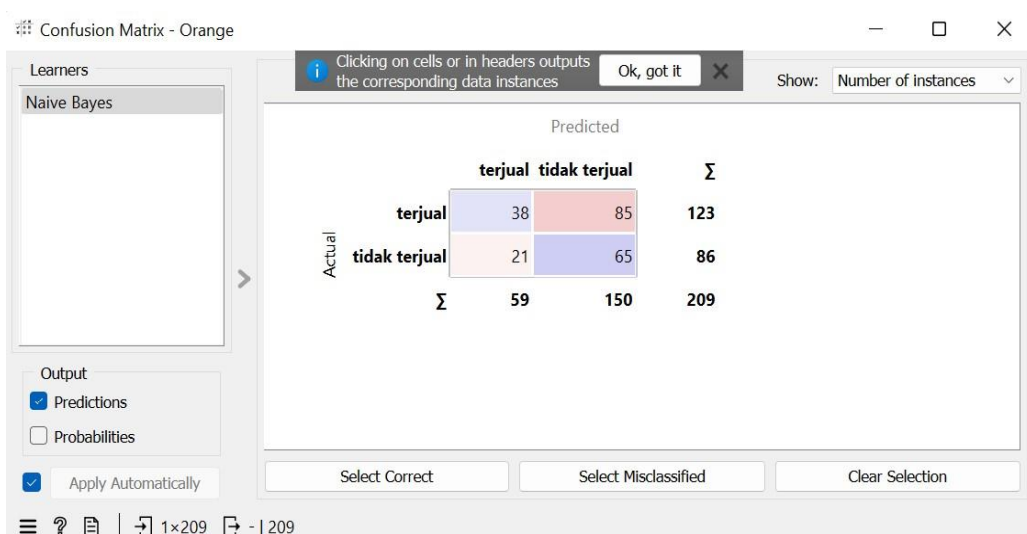 Confusion Matrix - Orange
Learners
Naive Bayes
Clicking on cells or in headers outputs
the corresponding data instances
Ok, got it
Show: Number of instances
Predicted
terjual tidak terjual Σ
Actual
terjual 38 85 123
tidak terjual 21 65 86
Σ 59 150 209
Output
Predictions
Probabilities
Apply Automatically
Select Correct Select Misclassified Clear Selection
1×209 - | 209